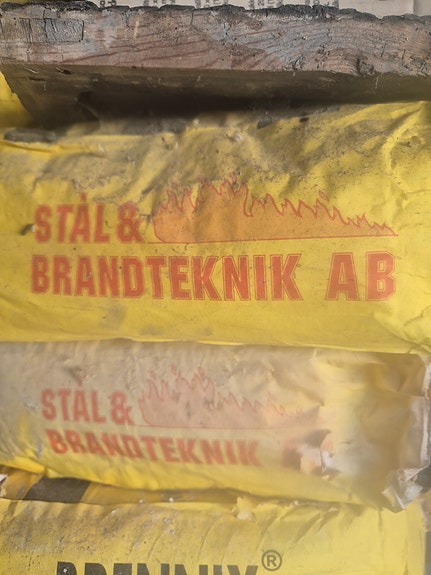 STÅL &
BRANDTEKNIK AB
STÅL &
BRANDTEKNIK
®